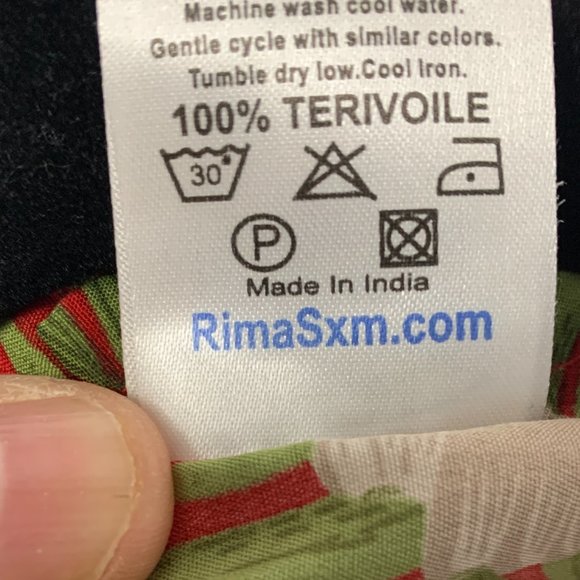 Machine wash cool water.
Gentle cycle with similar colors.
Tumble dry low.Cool Iron.
100% TERIVOILE
30°
P
Made In India
RimaSxm.com